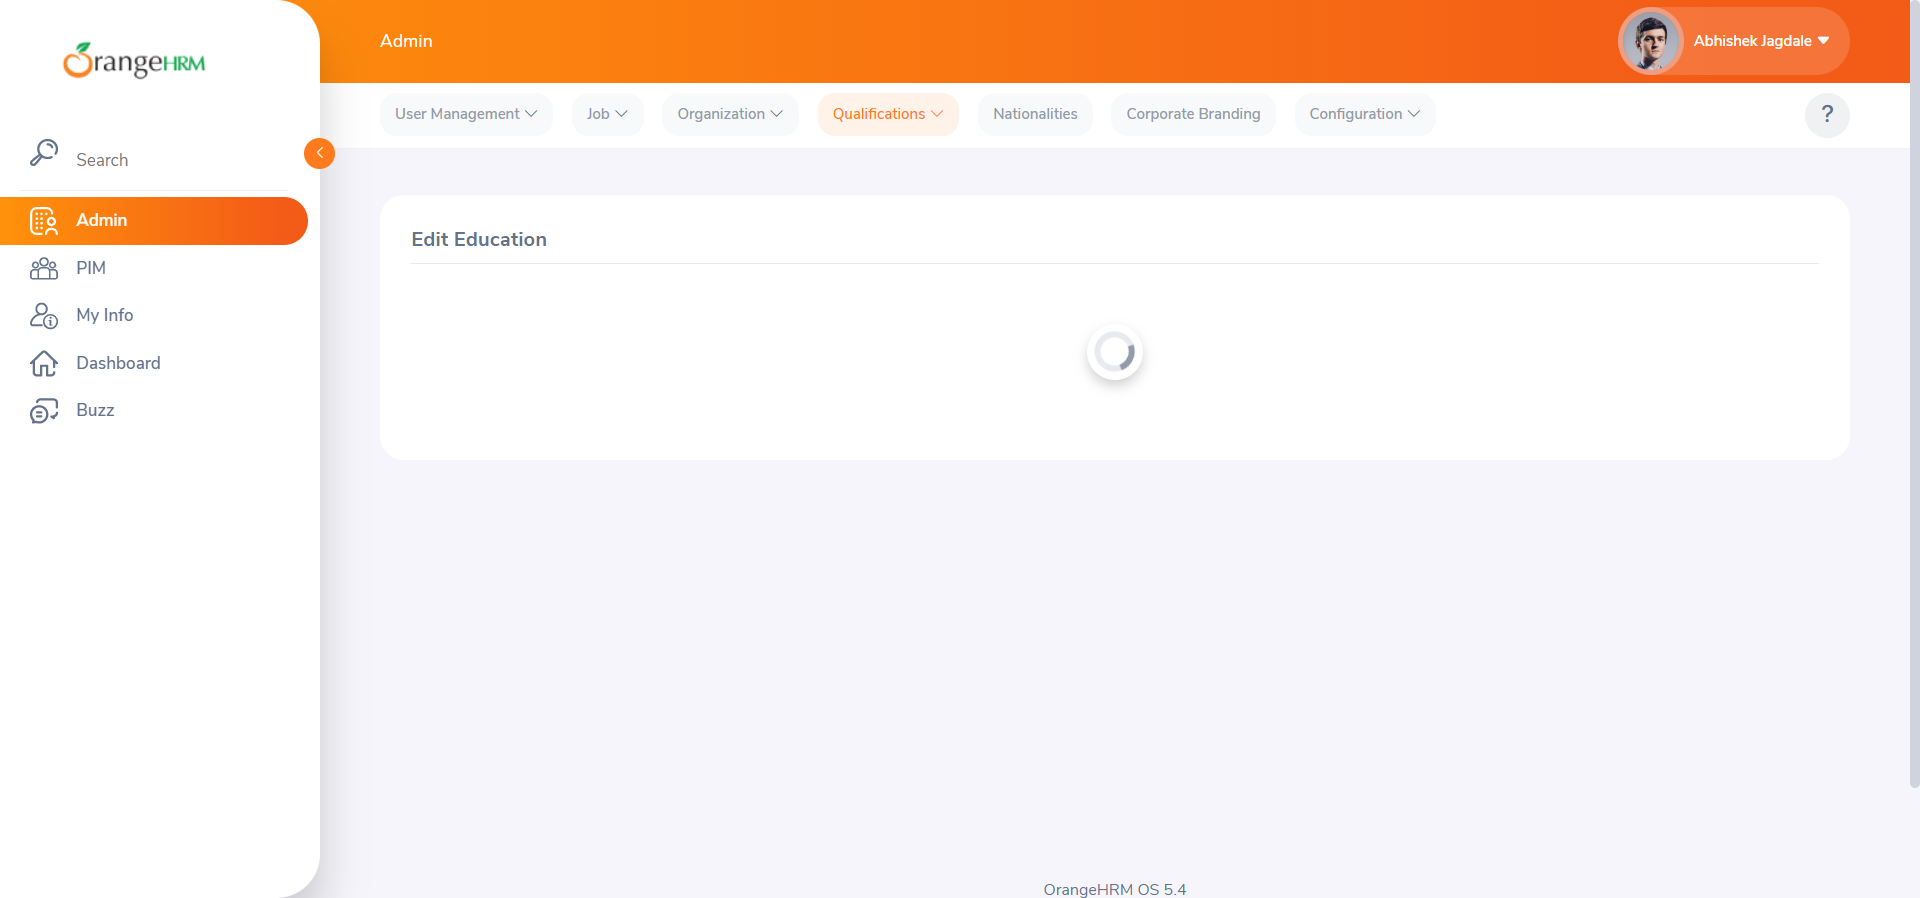 OrangeHRM
Admin
Abhishek Jagdale
User Management
Job
Organization
Qualifications
Nationalities
Corporate Branding
Configuration
?
Search
Admin
PIM
My Info
Dashboard
Buzz
Edit Education
OrangeHRM OS 5.4